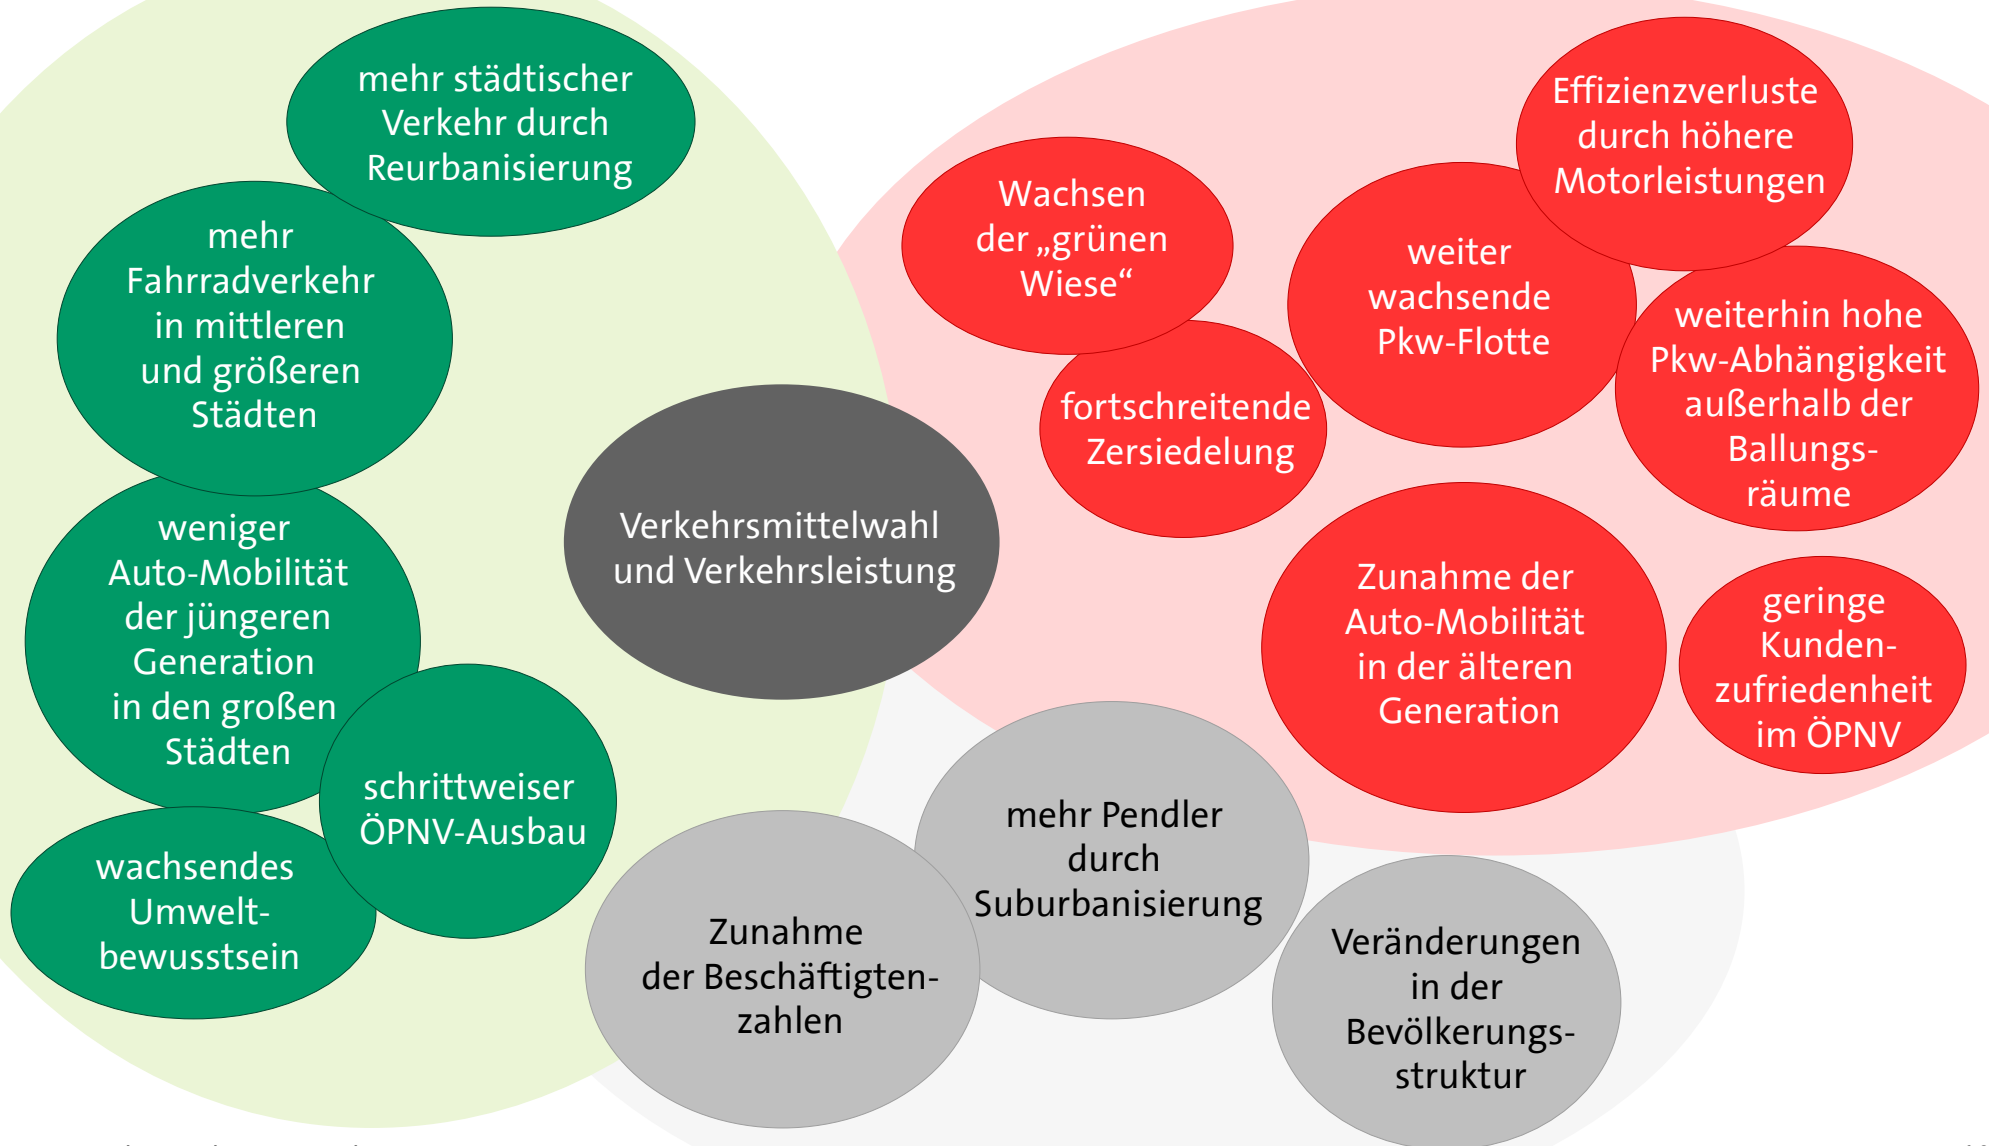 mehr städtischer
Verkehr durch
Reurbanisierung
mehr
Fahrradverkehr
in mittleren
und größeren
Städten
weniger
Auto-Mobilität
der jüngeren
Generation
in den großen
Städten
schrittweiser
ÖPNV-Ausbau
wachsendes
Umwelt-
bewusstsein
Verkehrsmittelwahl
und Verkehrsleistung
Wachsen
der „grünen
Wiese“
fortschreitende
Zersiedelung
weiter
wachsende
Pkw-Flotte
Effizienzverluste
durch höhere
Motorleistungen
weiterhin hohe
Pkw-Abhängigkeit
außerhalb der
Ballungs-
räume
Zunahme der
Auto-Mobilität
in der älteren
Generation
geringe
Kunden-
zufriedenheit
im ÖPNV
Zunahme
der Beschäftigten-
zahlen
mehr Pendler
durch
Suburbanisierung
Veränderungen
in der
Bevölkerungs-
struktur